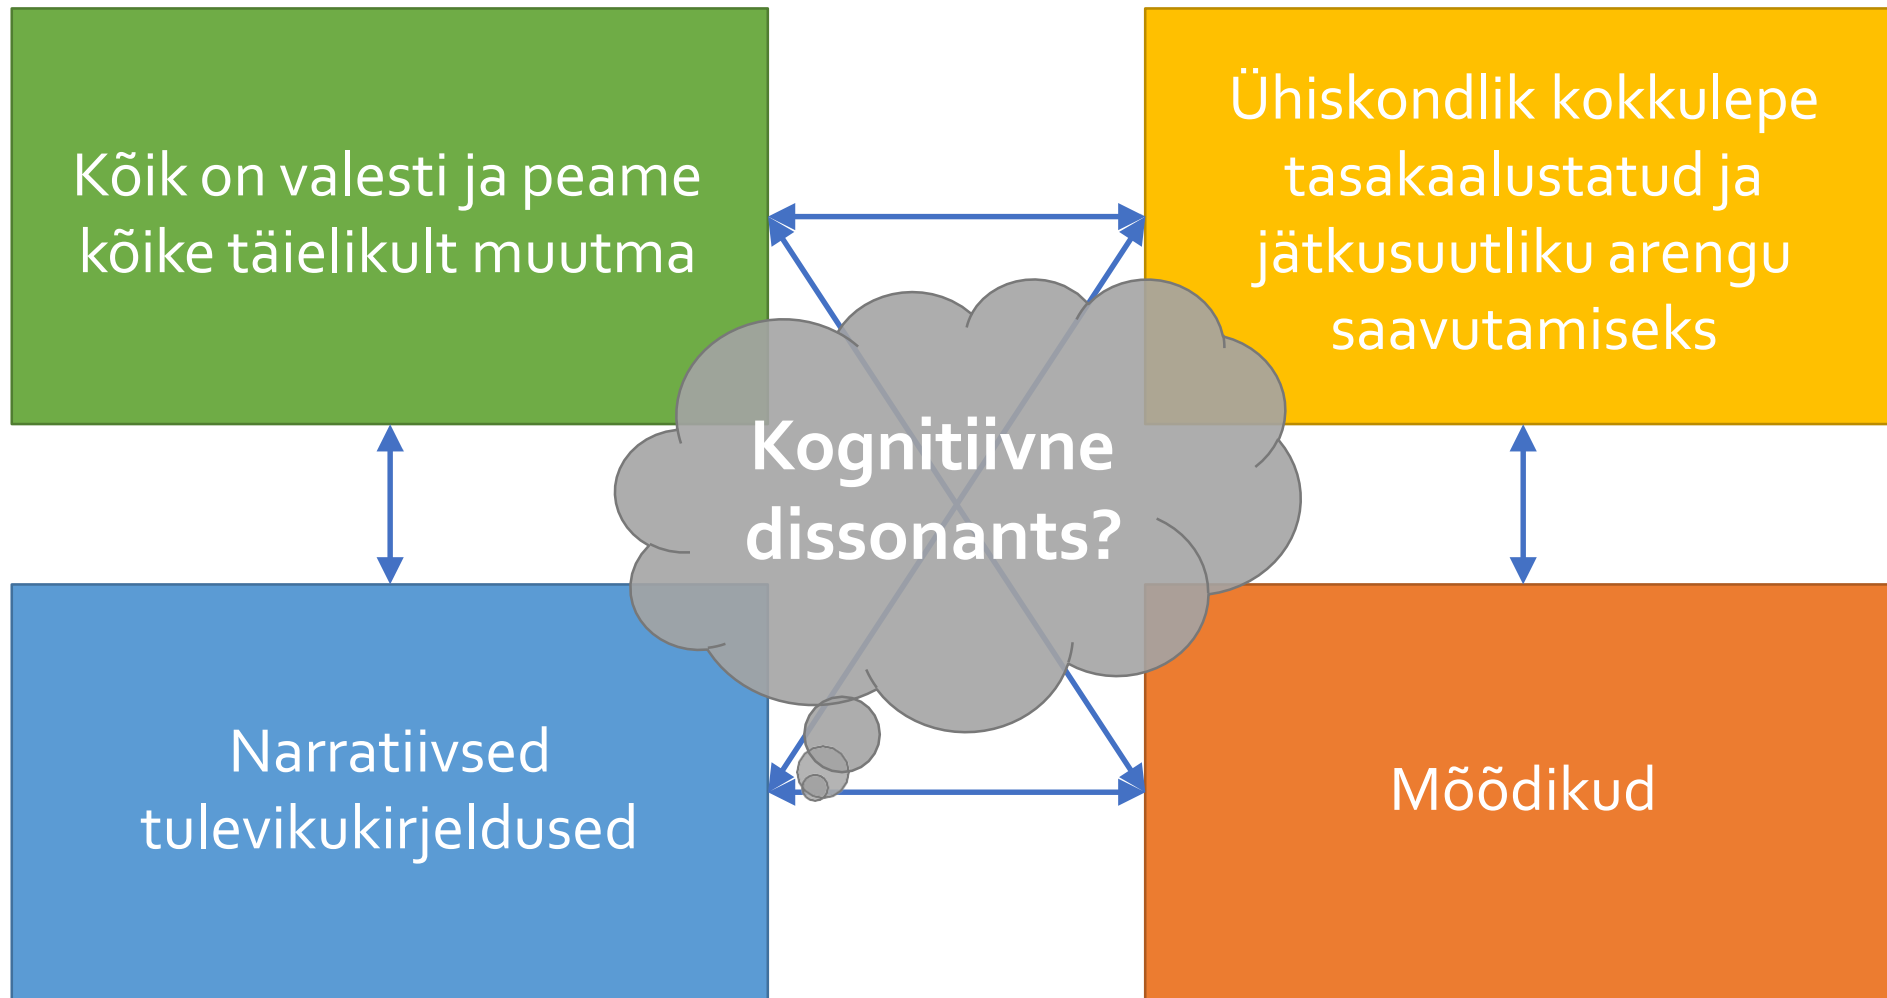 Kõik on valesti ja peame
kõike täielikult muutma
Ühiskondlik kokkulepe
tasakaalustatud ja
jätkusuutliku arengu
saavutamiseks
Kognitiivne
dissonants?
Narratiivsed
tulevikukirjeldused
Mõõdikud